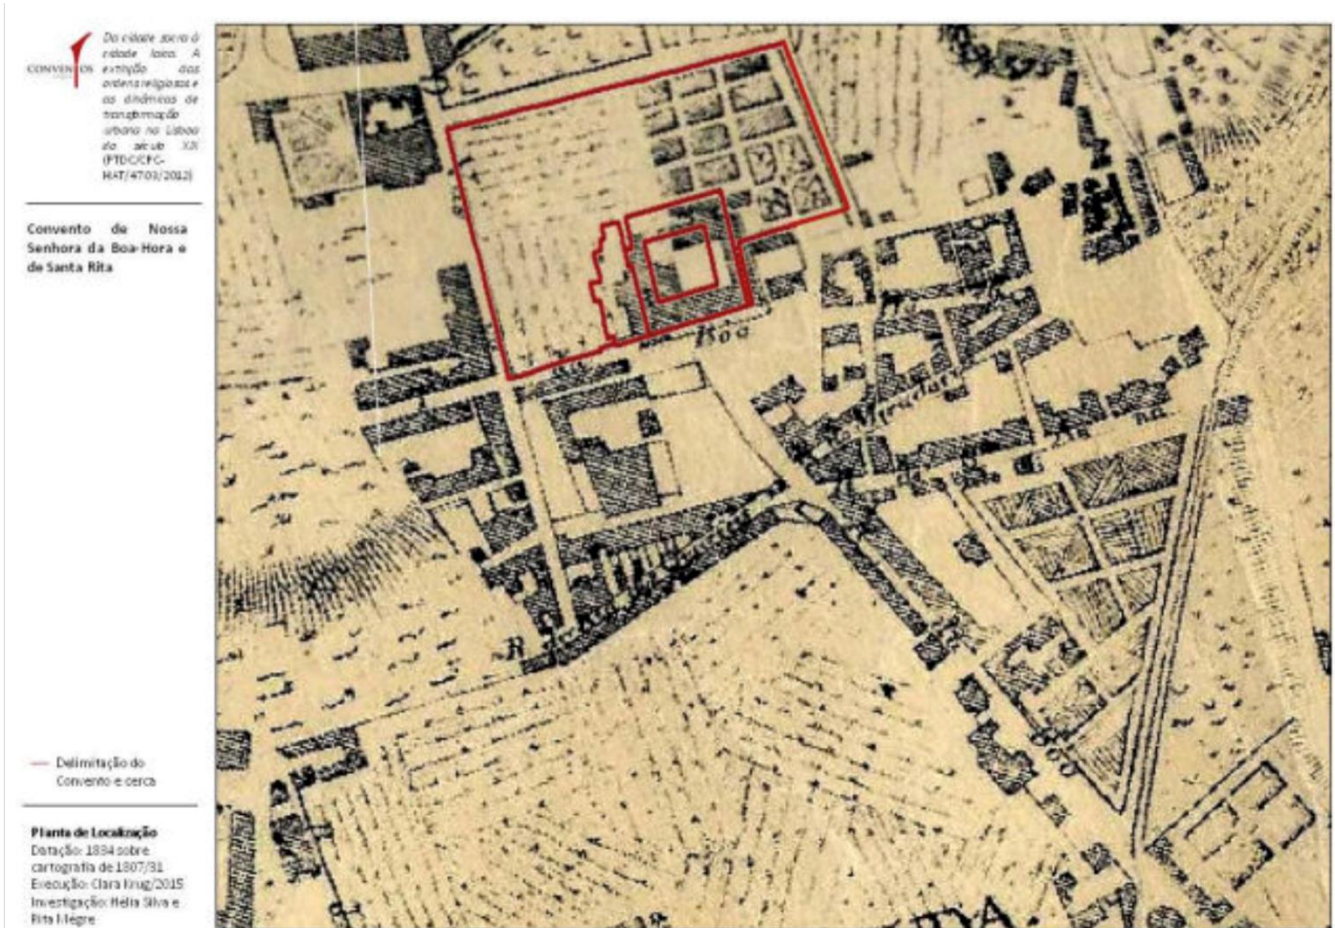 CONVENTOS
Da cidade sacra à
cidade laica. A
extinção das
ordens religiosas e
as dinâmicas de
transformação
urbana na Lisboa
do século XIX
(PTDC/CPC-
HAT/4703/2012)
Convento de Nossa
Senhora da Boa-Hora e
de Santa Rita
Delimitação do
Convento e cerca
Planta de Localização
Datação: 1834 sobre
cartografia de 1807/31
Execução: Clara Krug/2015
Investigação: Hélia Silva e
Rita Mégre
Boa